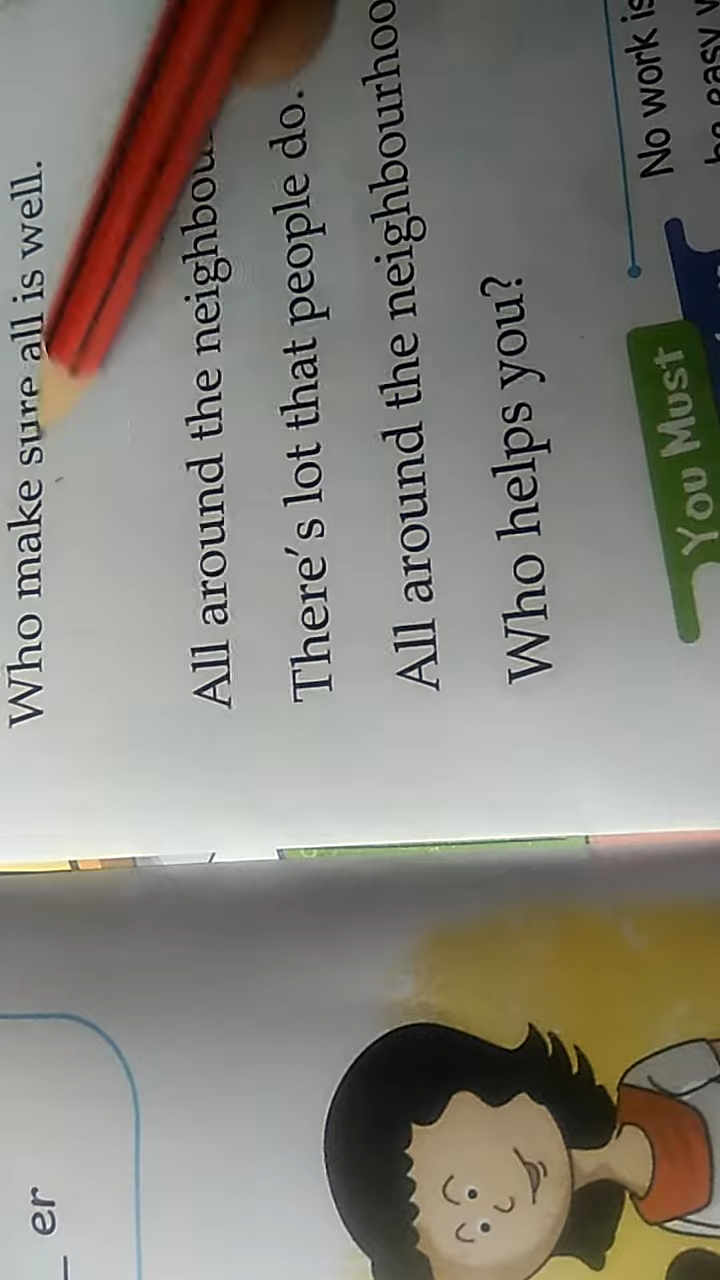 Who make sure all is well.
All around the
There's lot that people do.
All around the
Who helps you?
No work is
You Must
er